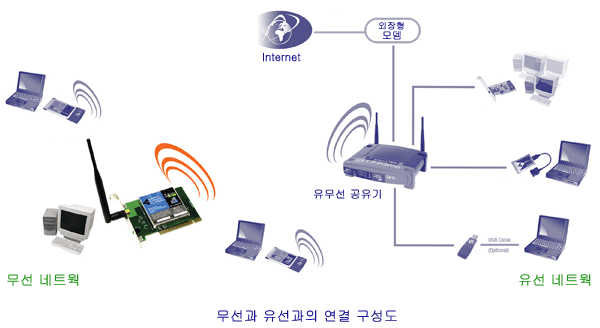 외장형
모뎀
Internet
유무선 공유기
USB Cable
(Optional)
무선 네트웍
유선 네트웍
무선과 유선과의 연결 구성도